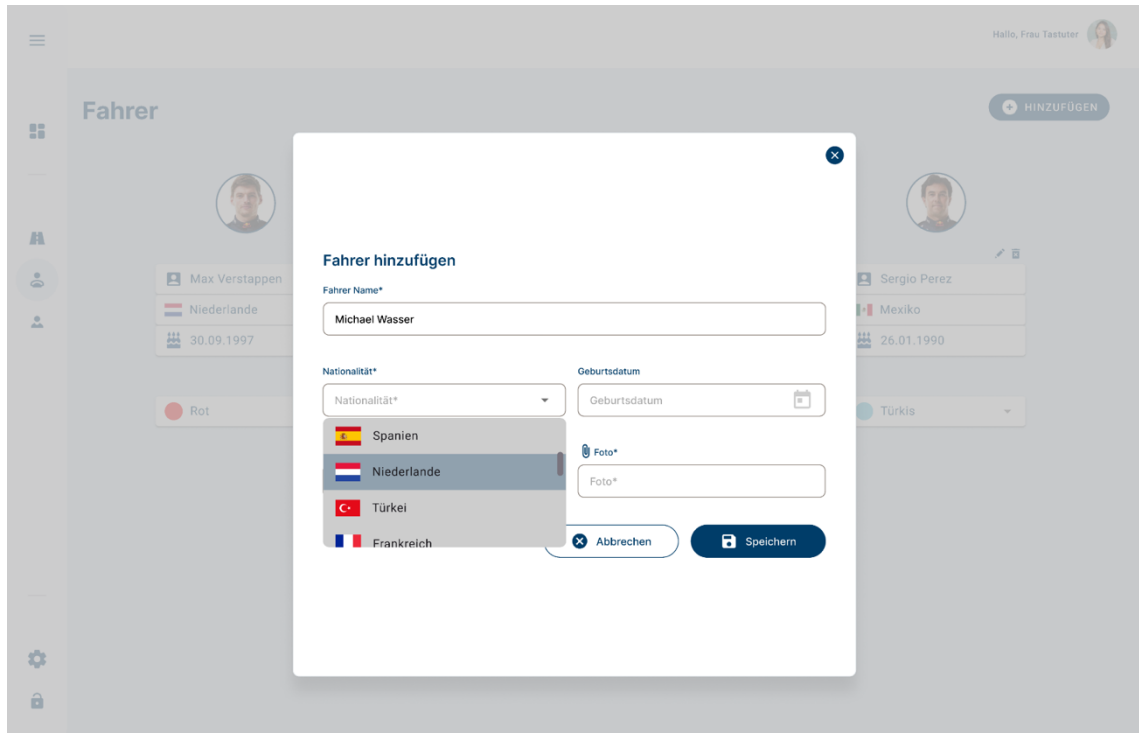 Hallo, Frau Tastuter
Fahrer
HINZUFÜGEN
Max Verstappen
Niederlande
30.09.1997
Rot
Sergio Perez
Mexiko
26.01.1990
Türkis
Fahrer hinzufügen
Fahrer Name*
Michael Wasser
Nationalität*
Geburtsdatum
Nationalität*
Geburtsdatum
Spanien
Niederlande
Türkei
Frankreich
Foto*
Foto*
Abbrechen
Speichern